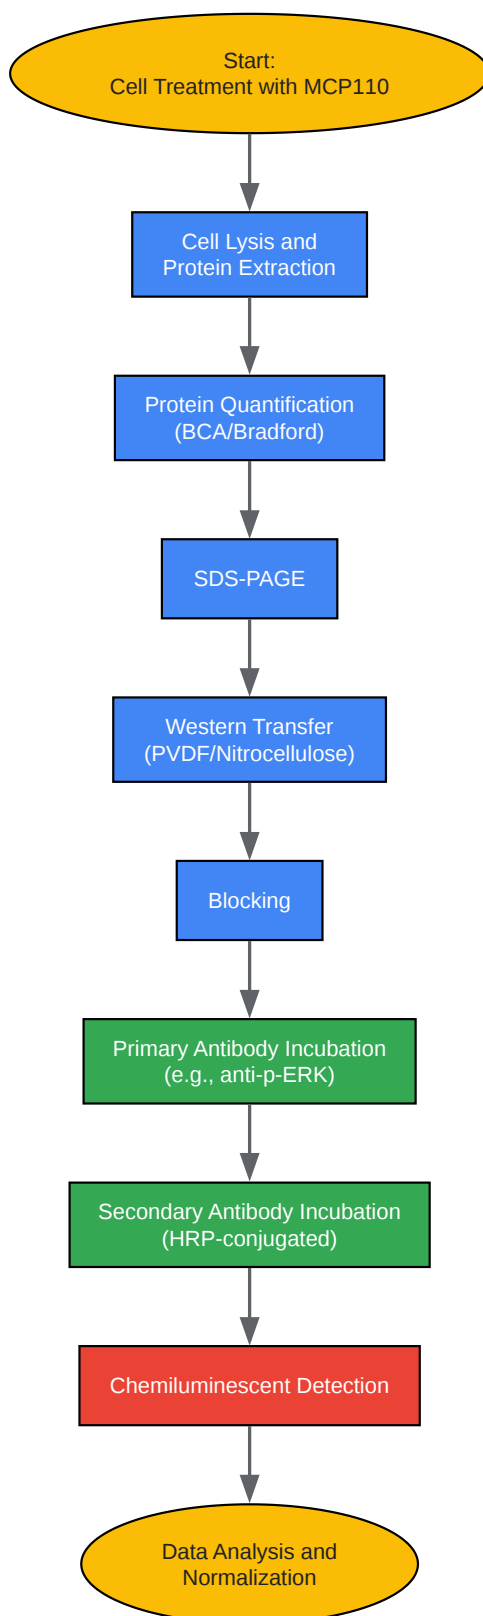 Start:
Cell Treatment with MCP110
Cell Lysis and
Protein Extraction
Protein Quantification
(BCA/Bradford)
SDS-PAGE
Western Transfer
(PVDF/Nitrocellulose)
Blocking
Primary Antibody Incubation
(e.g., anti-p-ERK)
Secondary Antibody Incubation
(HRP-conjugated)
Chemiluminescent Detection
Data Analysis and
Normalization